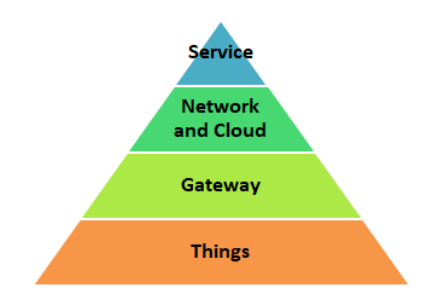 Service
Network
and Cloud
Gateway
Things